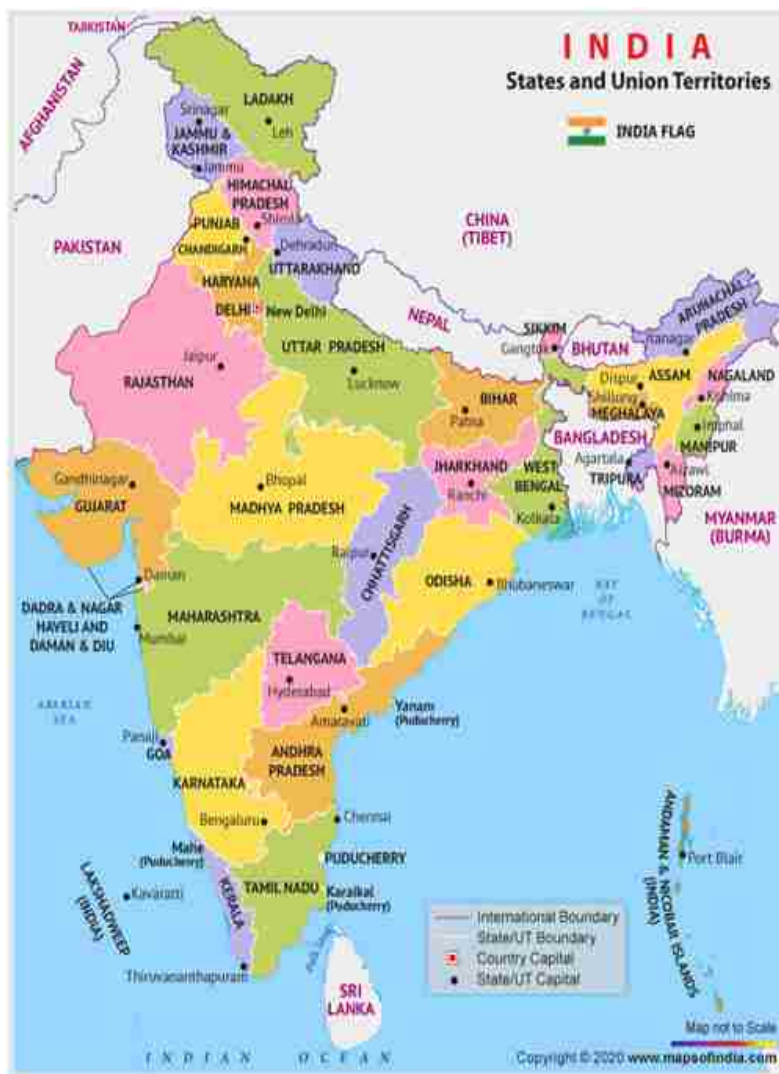 INDIA
States and Union Territories
INDIA FLAG
TAJIKISTAN
AFGHANISTAN
PAKISTAN
CHINA
(TIBET)
NEPAL
BHUTAN
BANGLADESH
MYANMAR
(BURMA)
SRI
LANKA
LADAKH
Leh
Srinagar
JAMMU &
KASHMIR
Jammu
HIMACHAL
PRADESH
Shimla
PUNJAB
CHANDIGARH
Dehradun
UTTARAKHAND
HARYANA
DELHI
New Delhi
UTTAR PRADESH
Lucknow
Jaipur
RAJASTHAN
SIKKIM
Gangtok
ARUNACHAL
PRADESH
Itanagar
ASSAM
Dispur
NAGALAND
Kohima
Shillong
MEGHALAYA
Imphal
MANIPUR
Agartala
TRIPURA
Aizawl
MIZORAM
BIHAR
Patna
JHARKHAND
Ranchi
WEST
BENGAL
Kolkata
Gandhinagar
GUJARAT
Bhopal
MADHYA PRADESH
Raipur
CHHATTISGARH
ODISHA
Bhubaneswar
Daman
DADRA & NAGAR
HAVELI AND
DAMAN & DIU
MAHARASHTRA
Mumbai
TELANGANA
Hyderabad
Amaravati
Yanam
(Puducherry)
ANDHRA
PRADESH
Panaji
GOA
KARNATAKA
Bengaluru
Chennai
Mahe
(Puducherry)
PUDUCHERRY
TAMIL NADU
Karaikal
(Puducherry)
KERALA
Thiruvananthapuram
LAKSHADWEEP
(INDIA)
Kavaratti
ANDAMAN & NICOBAR ISLANDS
(INDIA)
Port Blair
ARABIAN
SEA
BAY
OF
BENGAL
INDIAN OCEAN
International Boundary
State/UT Boundary
Country Capital
State/UT Capital
Map not to Scale
Copyright © 2020 www.mapsofindia.com